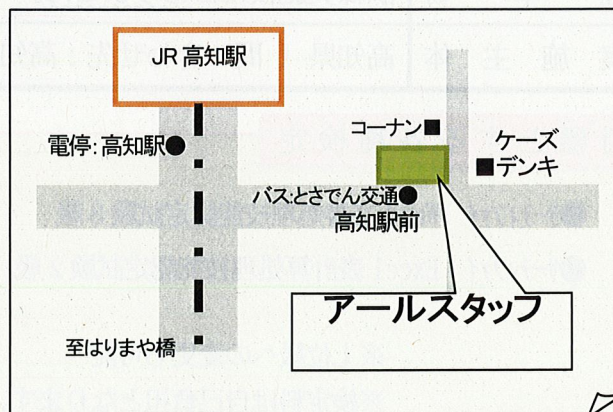 JR 高知駅
コーナン■
ケーズ
■デンキ
電停:高知駅●
バス:とさでん交通●
高知駅前
アールスタッフ
至はりまや橋